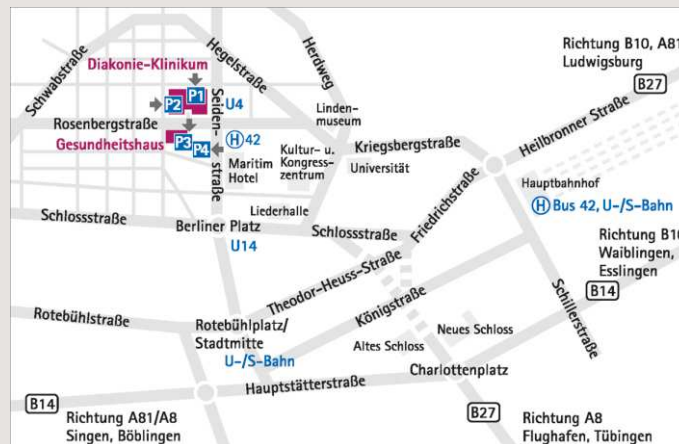 Schwabstraße
Hegelstraße
Herdweg
Richtung B10, A81
Ludwigsburg
B27
Diakonie-Klinikum
P1
P2
U4
Seiden-
straße
Linden-
museum
Heilbronner Straße
Rosenbergstraße
H 42
Gesundheitshaus
P3
P4
Kriegsbergstraße
Kultur- u.
Kongress-
zentrum
Universität
Maritim
Hotel
Hauptbahnhof
H Bus 42, U-/S-Bahn
Friedrichstraße
Liederhalle
Schlossstraße
Berliner Platz
Schlossstraße
U14
Richtung B10
Waiblingen,
Esslingen
B14
Theodor-Heuss-Straße
Königstraße
Schillerstraße
Rotebühlstraße
Rotebühlplatz/
Stadtmitte
U-/S-Bahn
Neues Schloss
Altes Schloss
Charlottenplatz
Hauptstätterstraße
B14
Richtung A81/A8
Singen, Böblingen
B27
Richtung A8
Flughafen, Tübingen